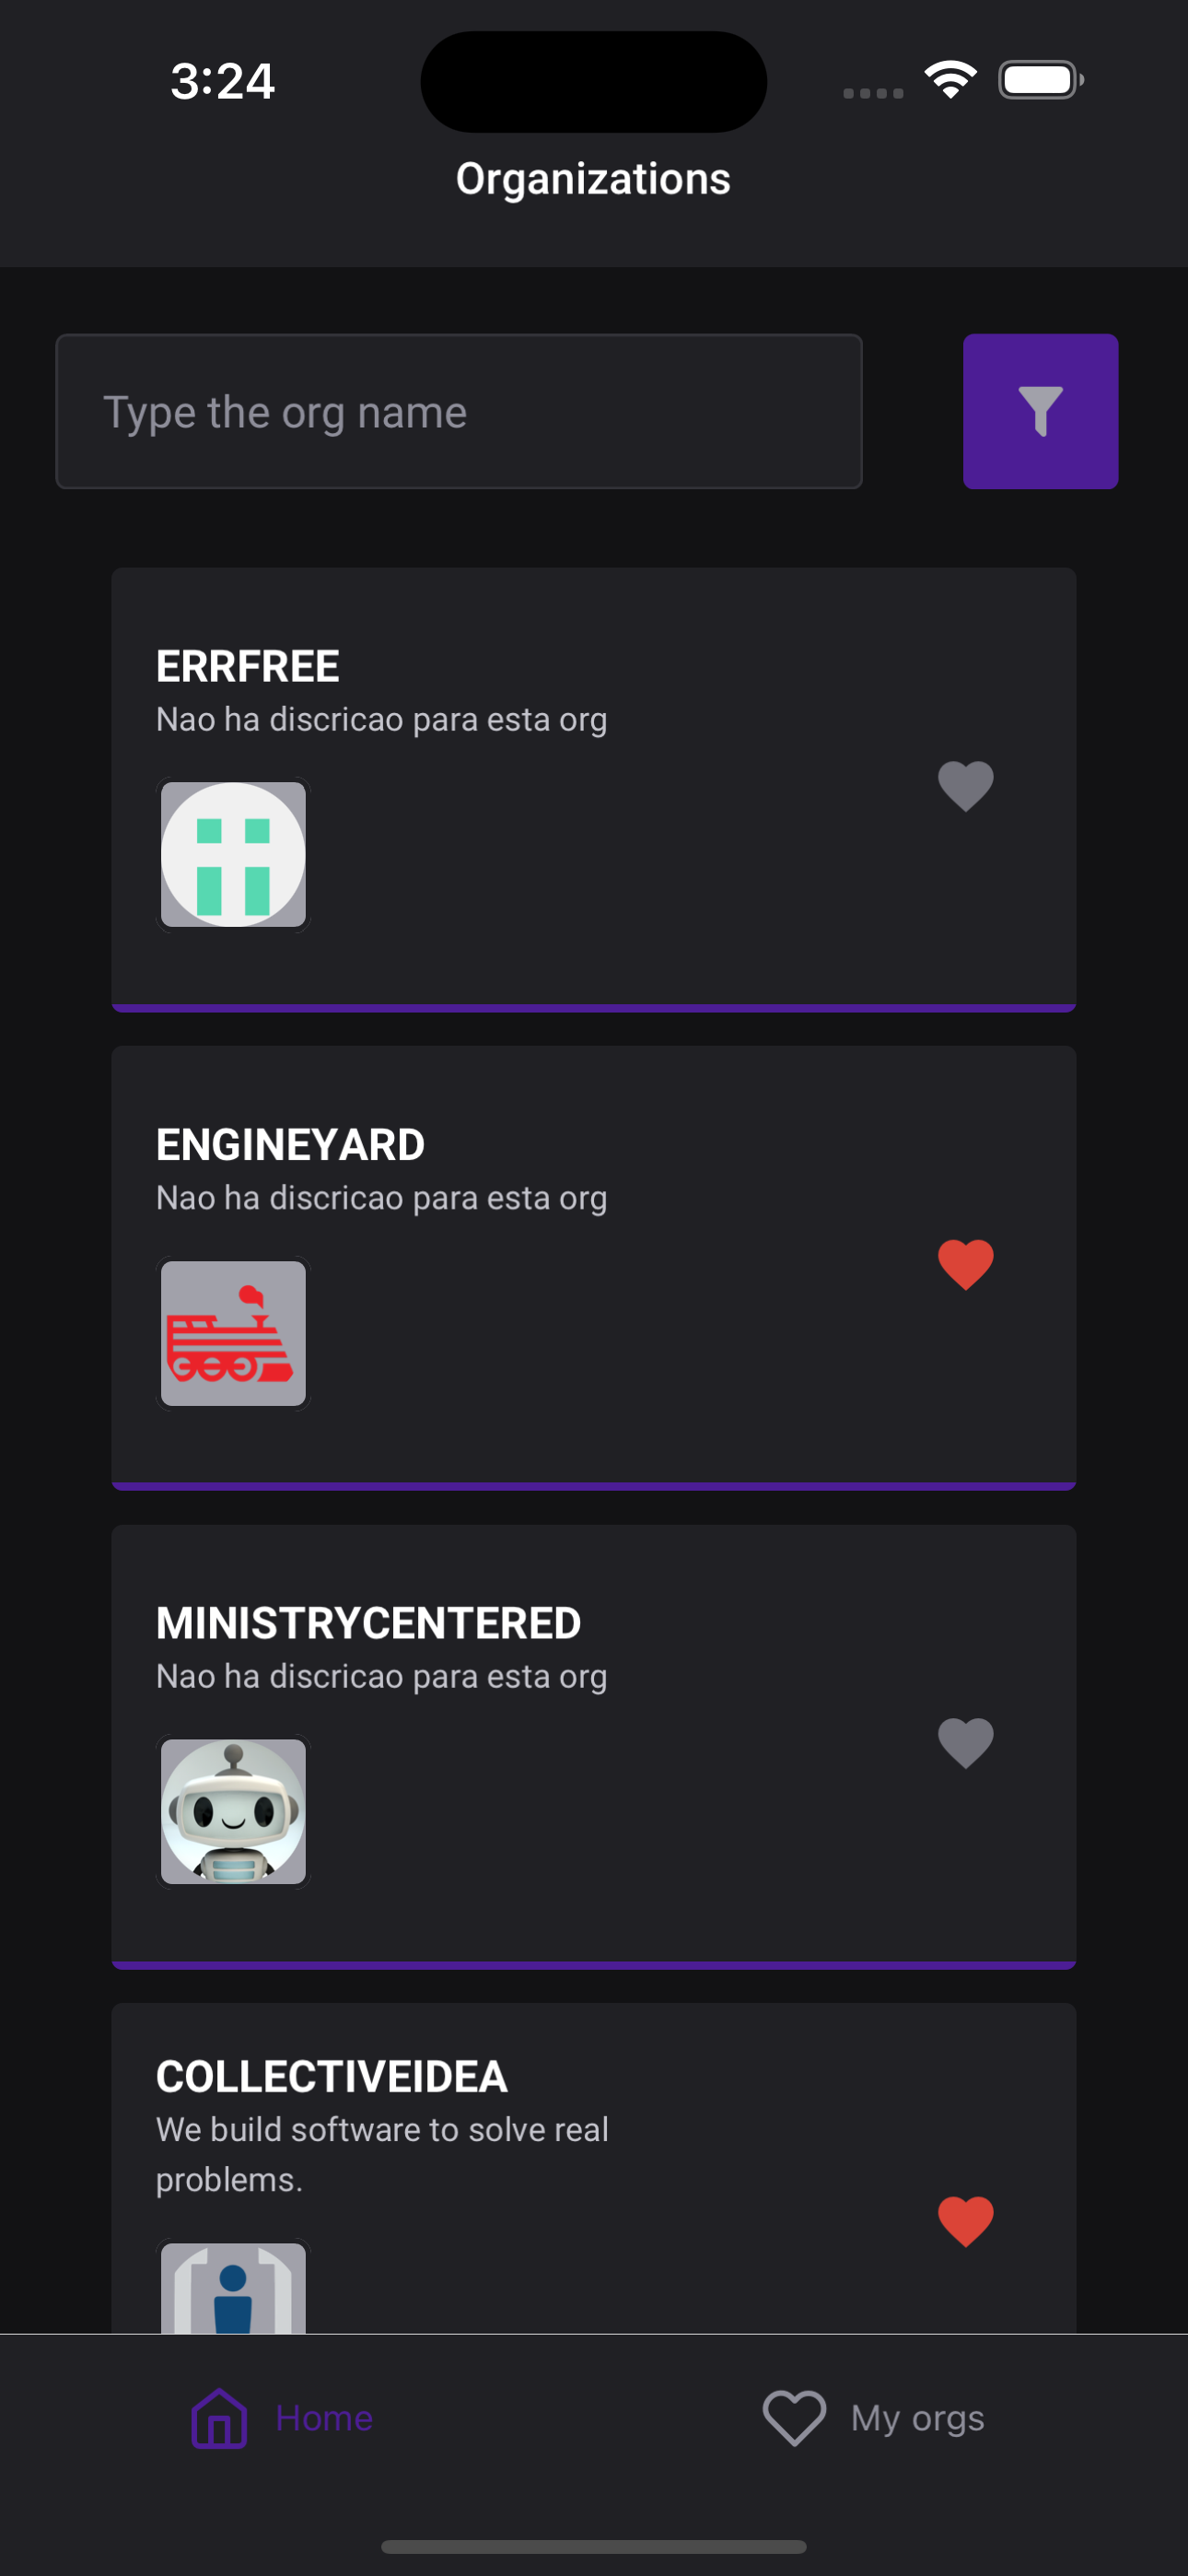 3:24
Organizations
Type the org name
ERRFREE
Nao ha discricao para esta org
ENGINEYARD
Nao ha discricao para esta org
MINISTRYCENTERED
Nao ha discricao para esta org
COLLECTIVEIDEA
We build software to solve real
problems.
Home
My orgs